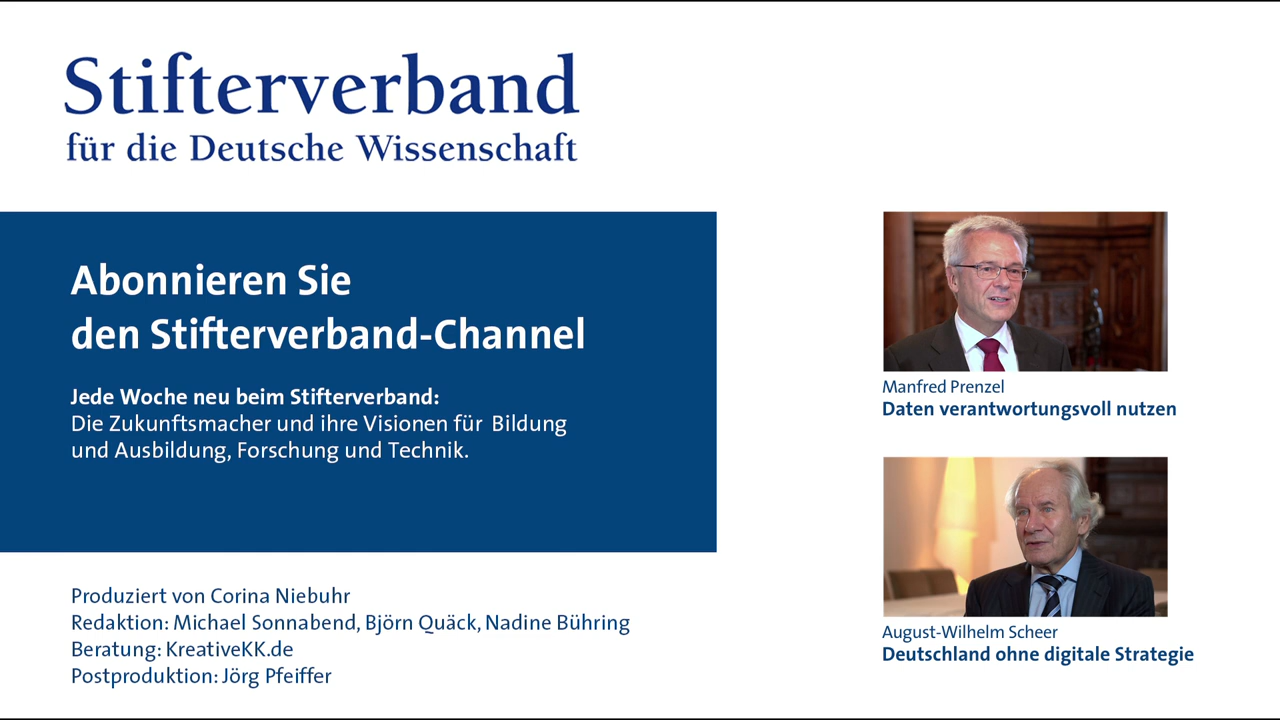 Stifterverband
für die Deutsche Wissenschaft
Abonnieren Sie
den Stifterverband-Channel
Jede Woche neu beim Stifterverband:
Die Zukunftsmacher und ihre Visionen für Bildung
und Ausbildung, Forschung und Technik.
Manfred Prenzel
Daten verantwortungsvoll nutzen
August-Wilhelm Scheer
Deutschland ohne digitale Strategie
Produziert von Corina Niebuhr
Redaktion: Michael Sonnabend, Björn Quäck, Nadine Bühring
Beratung: KreativeKK.de
Postproduktion: Jörg Pfeiffer